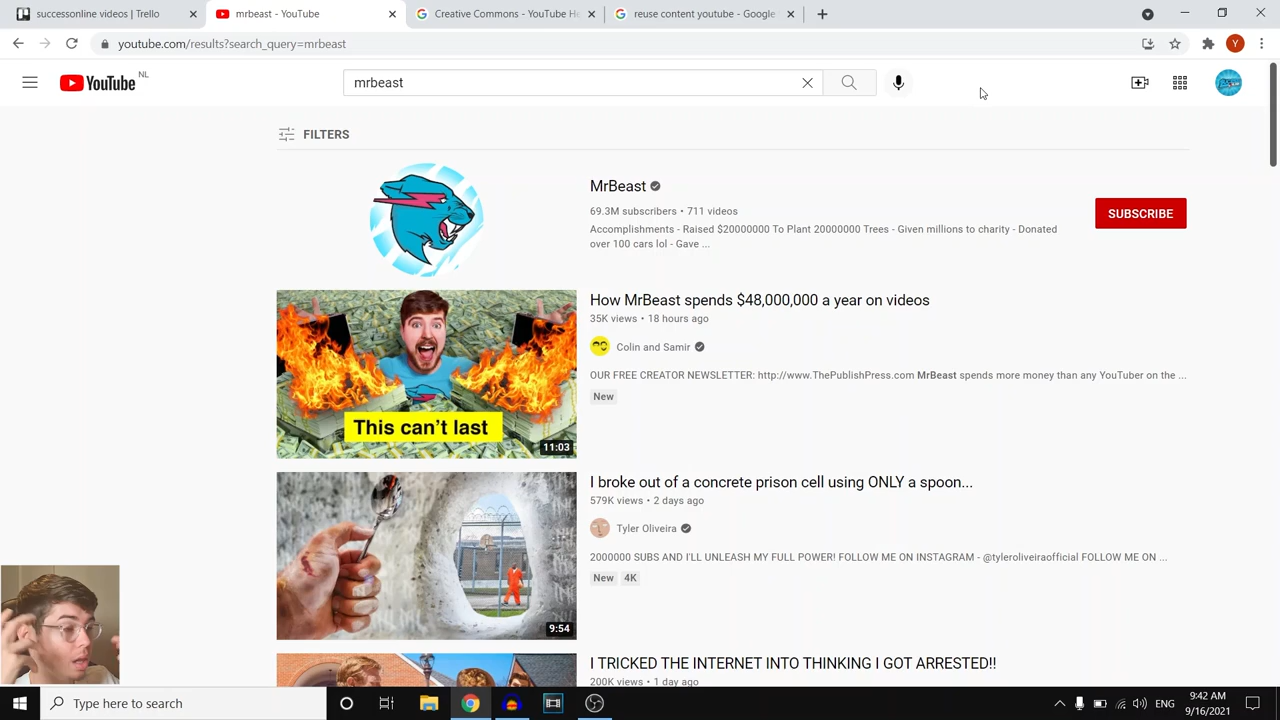 successonline videos | Trello
mrbeast - YouTube
Creative Commons - YouTube He
reuse content youtube - Google
youtube.com/results?search_query=mrbeast
Y
YouTube NL
mrbeast
FILTERS
MrBeast
69.3M subscribers • 711 videos
Accomplishments - Raised $20000000 To Plant 20000000 Trees - Given millions to charity - Donated
over 100 cars lol - Gave ...
SUBSCRIBE
This can't last
11:03
How MrBeast spends $48,000,000 a year on videos
35K views • 18 hours ago
Colin and Samir
OUR FREE CREATOR NEWSLETTER: http://www.ThePublishPress.com MrBeast spends more money than any YouTuber on the ...
New
9:54
I broke out of a concrete prison cell using ONLY a spoon...
579K views • 2 days ago
Tyler Oliveira
2000000 SUBS AND I'LL UNLEASH MY FULL POWER! FOLLOW ME ON INSTAGRAM - @tyleroliveiraofficial FOLLOW ME ON ...
New 4K
I TRICKED THE INTERNET INTO THINKING I GOT ARRESTED!!
200K views • 1 day ago
Type here to search
ENG
9:42 AM
9/16/2021